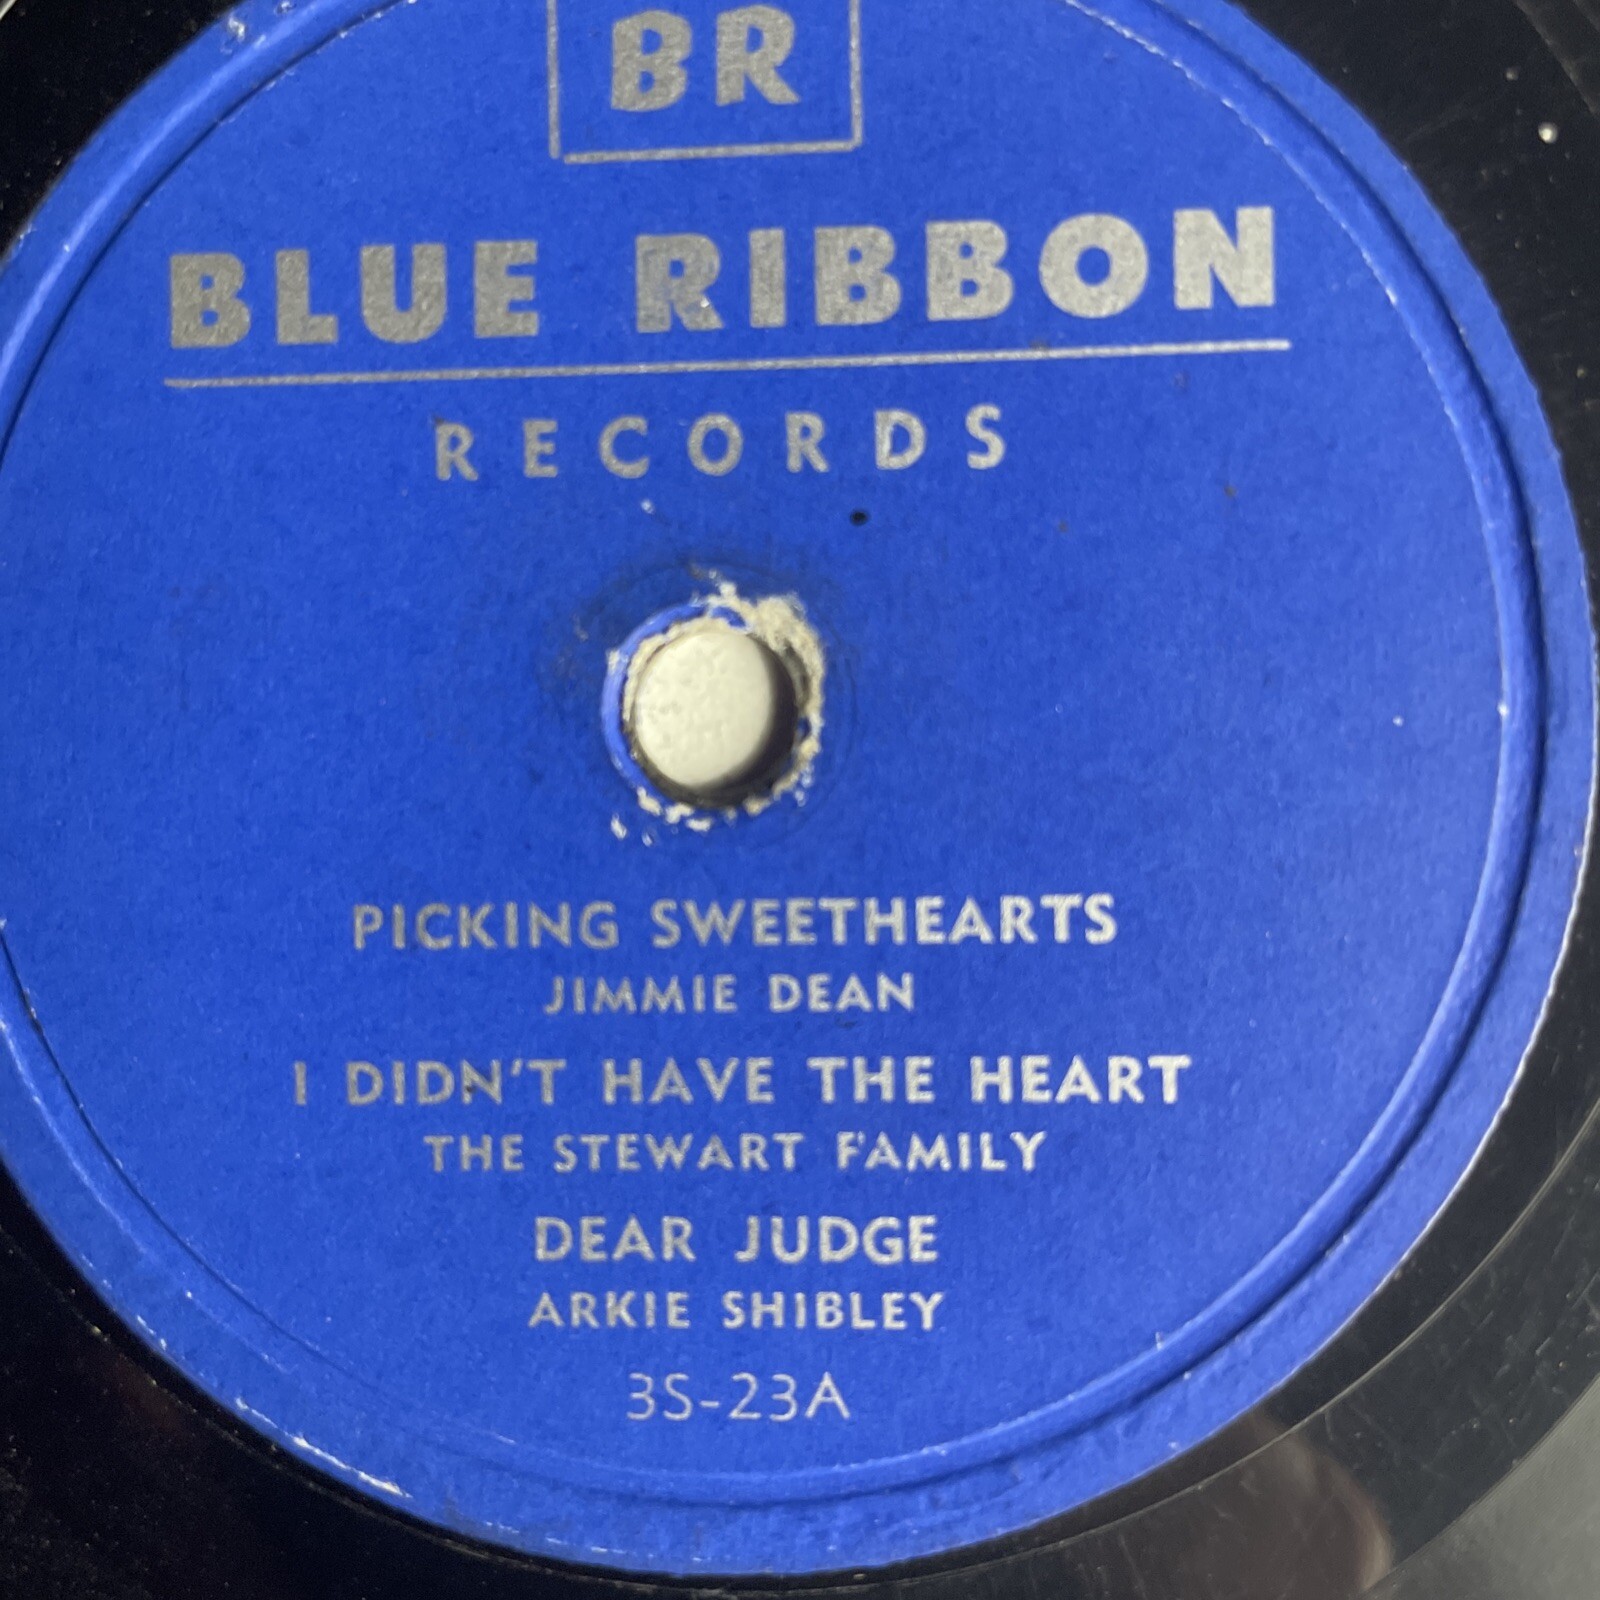 BR
BLUE RIBBON
RECORDS
PICKING SWEETHEARTS
JIMMIE DEAN
I DIDN'T HAVE THE HEART
THE STEWART FAMILY
DEAR JUDGE
ARKIE SHIBLEY
3S-23A